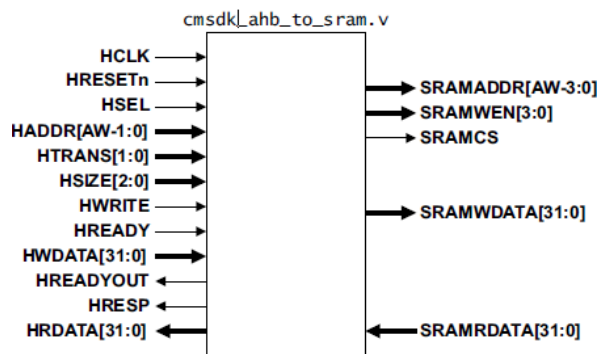 cmsdk_ahb_to_sram.v
HCLK
HRESETn
HSEL
HADDR[AW-1:0]
HTRANS[1:0]
HSIZE[2:0]
HWRITE
HREADY
HWDATA[31:0]
HREADYOUT
HRESP
HRDATA[31:0]
SRAMADDR[AW-3:0]
SRAMWEN[3:0]
SRAMCS
SRAMWDATA[31:0]
SRAMRDATA[31:0]